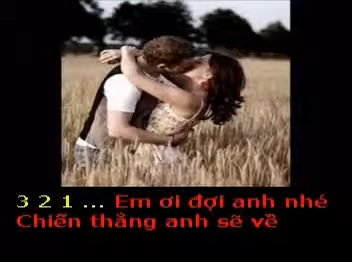 3 2 1 ... Em ơi đợi anh nhé
Chiến thắng anh sẽ về